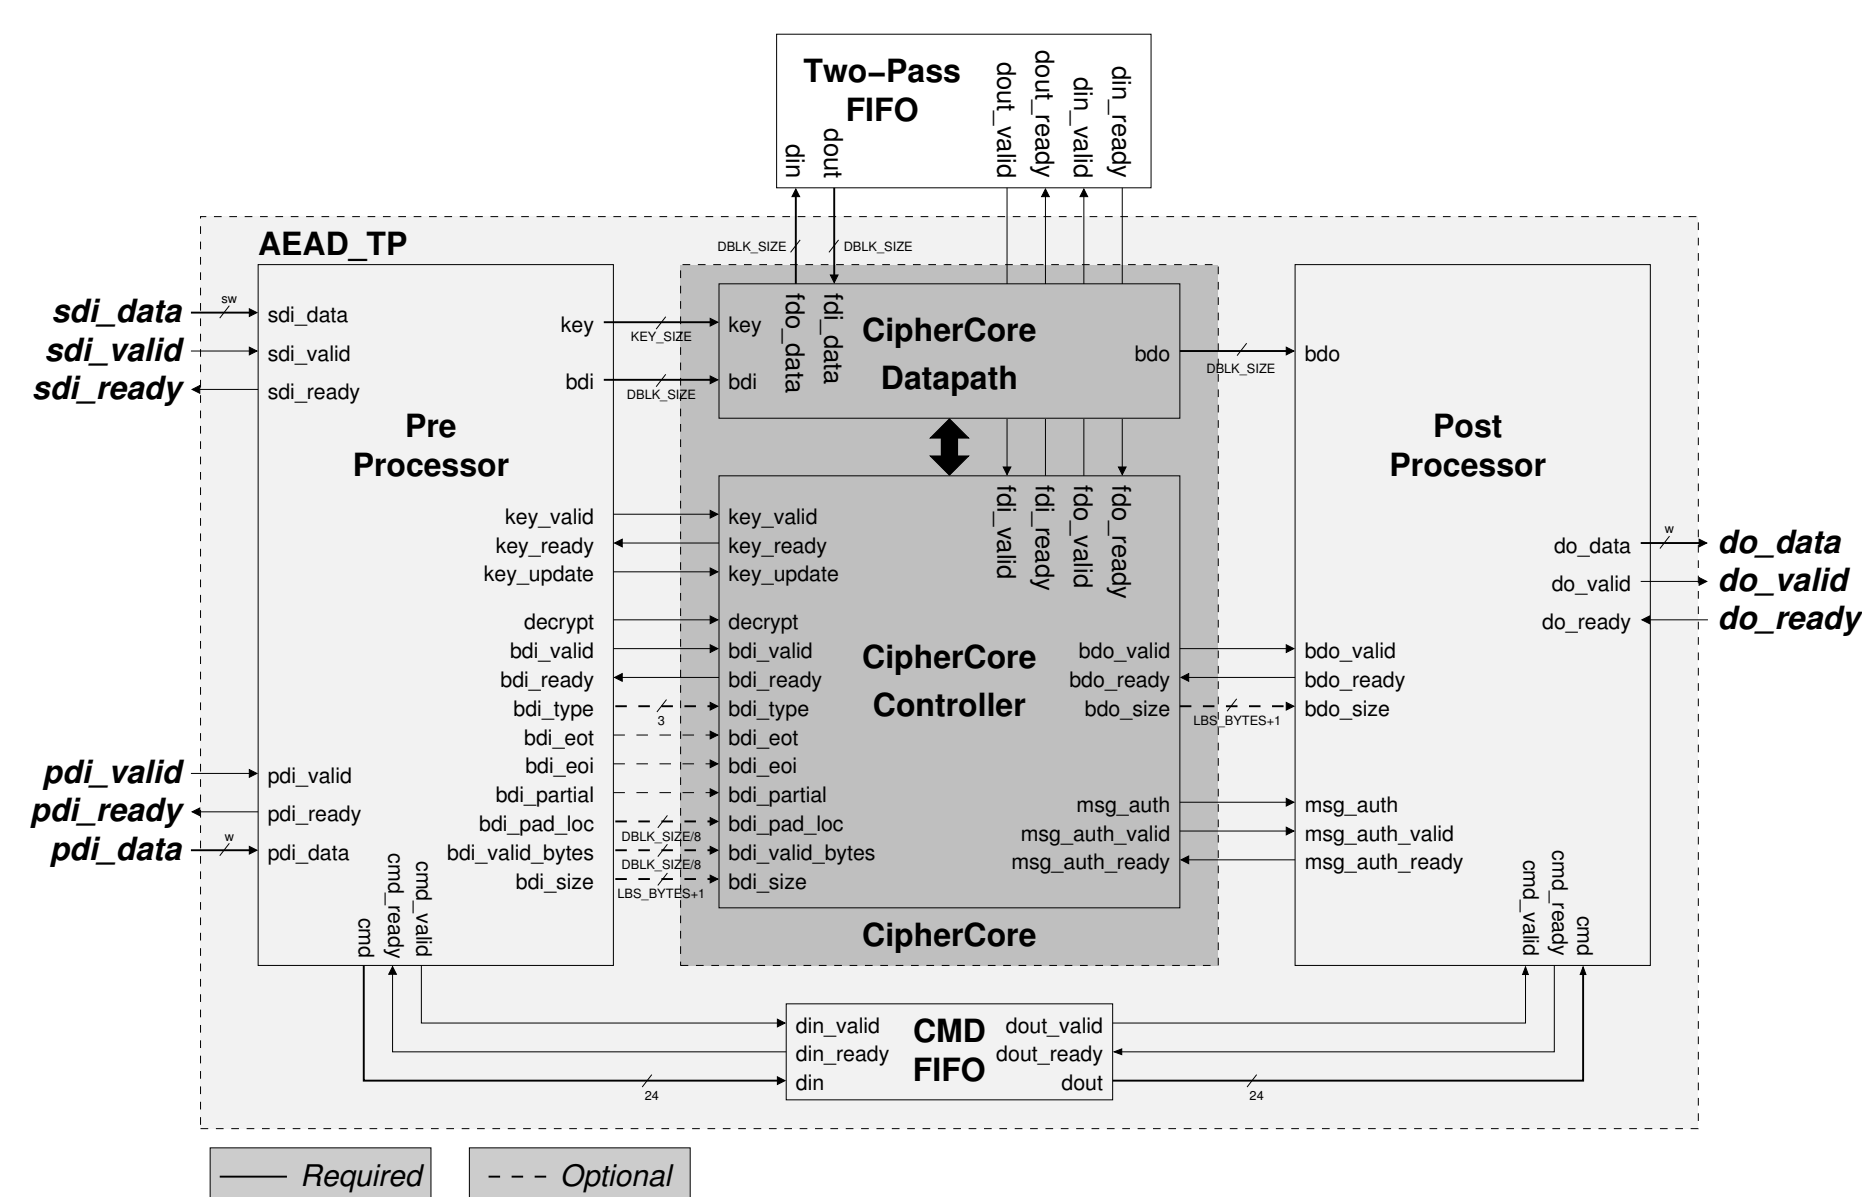 Two−Pass
FIFO
din
dout
dout_valid
dout_ready
din_valid
din_ready
AEAD_TP
DBLK_SIZE
DBLK_SIZE
sdi_data
sdi_valid
sdi_ready
sw
sdi_data
sdi_valid
sdi_ready
Pre
Processor
key
bdi
KEY_SIZE
DBLK_SIZE
key
bdi
fdo_data
fdi_data
CipherCore
Datapath
bdo
DBLK_SIZE
bdo
Post
Processor
key_valid
key_ready
key_update
decrypt
bdi_valid
bdi_ready
bdi_type
bdi_eot
bdi_eoi
bdi_partial
bdi_pad_loc
bdi_valid_bytes
bdi_size
3
DBLK_SIZE/8
DBLK_SIZE/8
LBS_BYTES+1
key_valid
key_ready
key_update
decrypt
bdi_valid
bdi_ready
bdi_type
bdi_eot
bdi_eoi
bdi_partial
bdi_pad_loc
bdi_valid_bytes
bdi_size
fdi_valid
fdi_ready
fdo_valid
fdo_ready
CipherCore
Controller
bdo_valid
bdo_ready
bdo_size
msg_auth
msg_auth_valid
msg_auth_ready
LBS_BYTES+1
bdo_valid
bdo_ready
bdo_size
msg_auth
msg_auth_valid
msg_auth_ready
do_data
do_valid
do_ready
w
do_data
do_valid
do_ready
pdi_valid
pdi_ready
pdi_data
w
pdi_valid
pdi_ready
pdi_data
cmd
cmd_ready
cmd_valid
CipherCore
cmd_valid
cmd_ready
cmd
din_valid
din_ready
din
CMD
FIFO
dout_valid
dout_ready
dout
24
24
Required
Optional